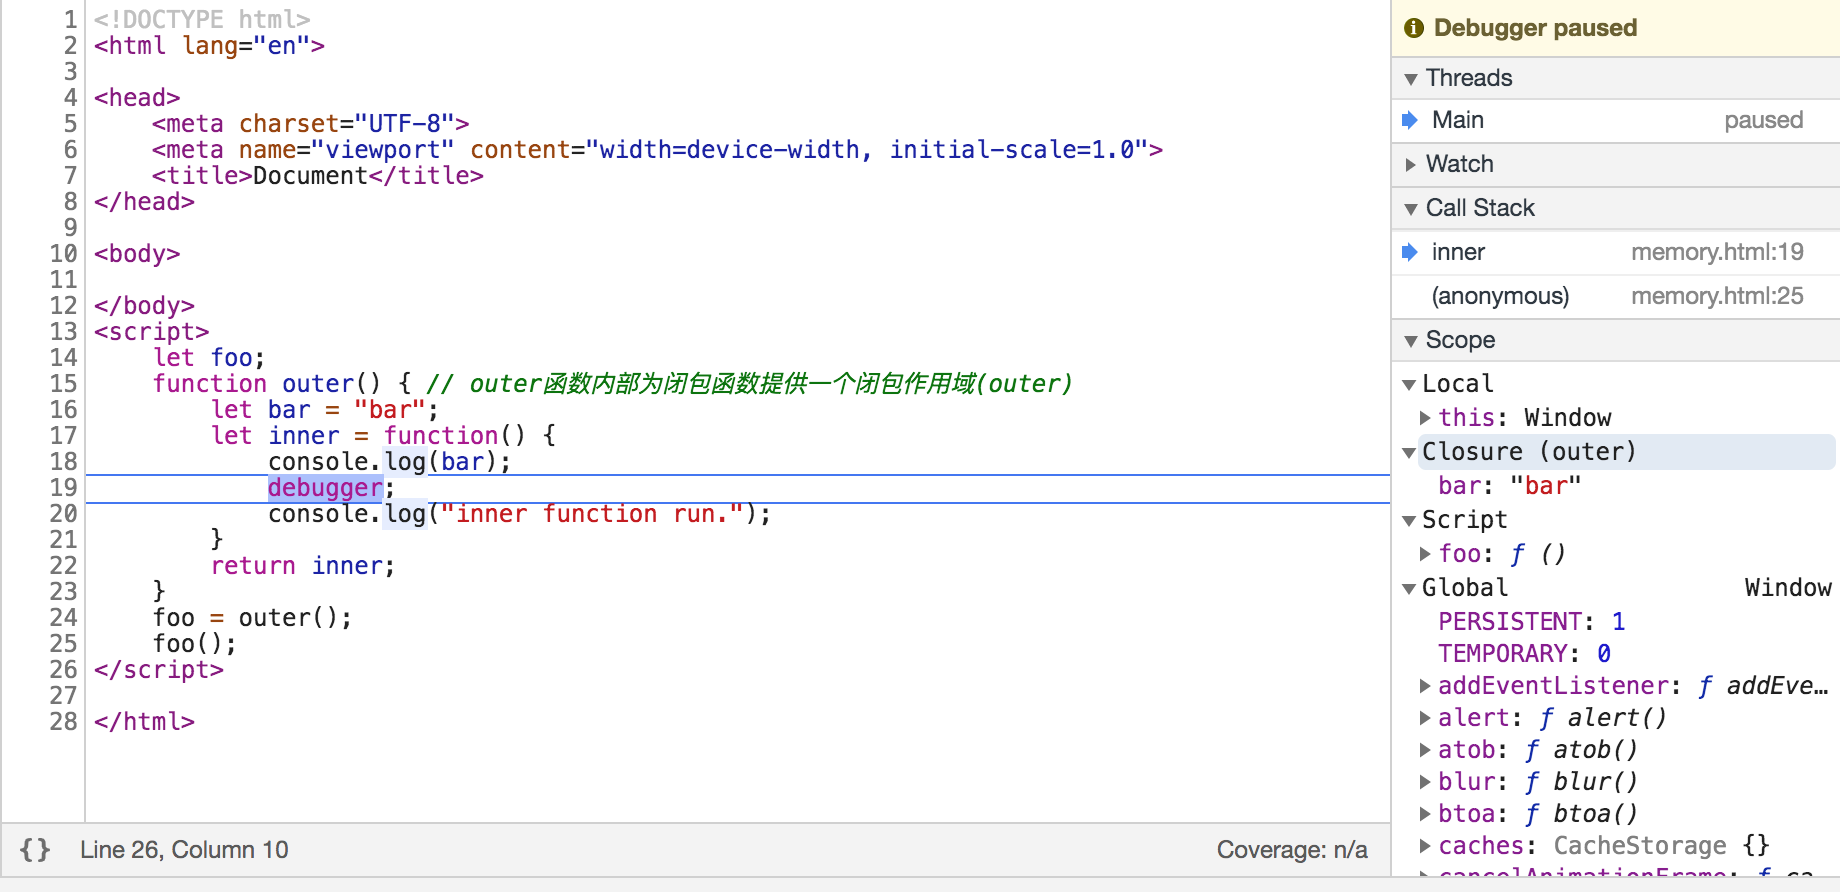 1 <!DOCTYPE html>
2 <html lang="en">
3
4 <head>
5     <meta charset="UTF-8">
6     <meta name="viewport" content="width=device-width, initial-scale=1.0">
7     <title>Document</title>
8 </head>
9
10 <body>
11
12 </body>
13 <script>
14     let foo;
15     function outer() { // outer函数内部为闭包函数提供一个闭包作用域(outer)
16         let bar = "bar";
17         let inner = function() {
18             console.log(bar);
19             debugger;
20             console.log("inner function run.");
21         }
22         return inner;
23     }
24     foo = outer();
25     foo();
26 </script>
27
28 </html>
{} Line 26, Column 10 Coverage: n/a
Debugger paused
Threads
Main paused
Watch
Call Stack
inner memory.html:19
(anonymous) memory.html:25
Scope
Local
this: Window
Closure (outer)
bar: "bar"
Script
foo: ƒ ()
Global Window
PERSISTENT: 1
TEMPORARY: 0
addEventListener: ƒ addEve…
alert: ƒ alert()
atob: ƒ atob()
blur: ƒ blur()
btoa: ƒ btoa()
caches: CacheStorage {}
cancelAnimationFrame: ƒ ca